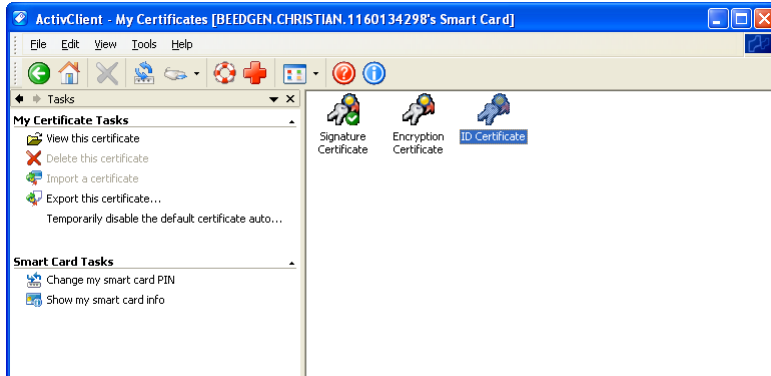 ActivClient - My Certificates [BEEDGEN.CHRISTIAN.1160134298's Smart Card]
File Edit View Tools Help
Tasks
My Certificate Tasks
View this certificate
Delete this certificate
Import a certificate
Export this certificate...
Temporarily disable the default certificate auto...
Smart Card Tasks
Change my smart card PIN
Show my smart card info
Signature
Certificate
Encryption
Certificate
ID Certificate